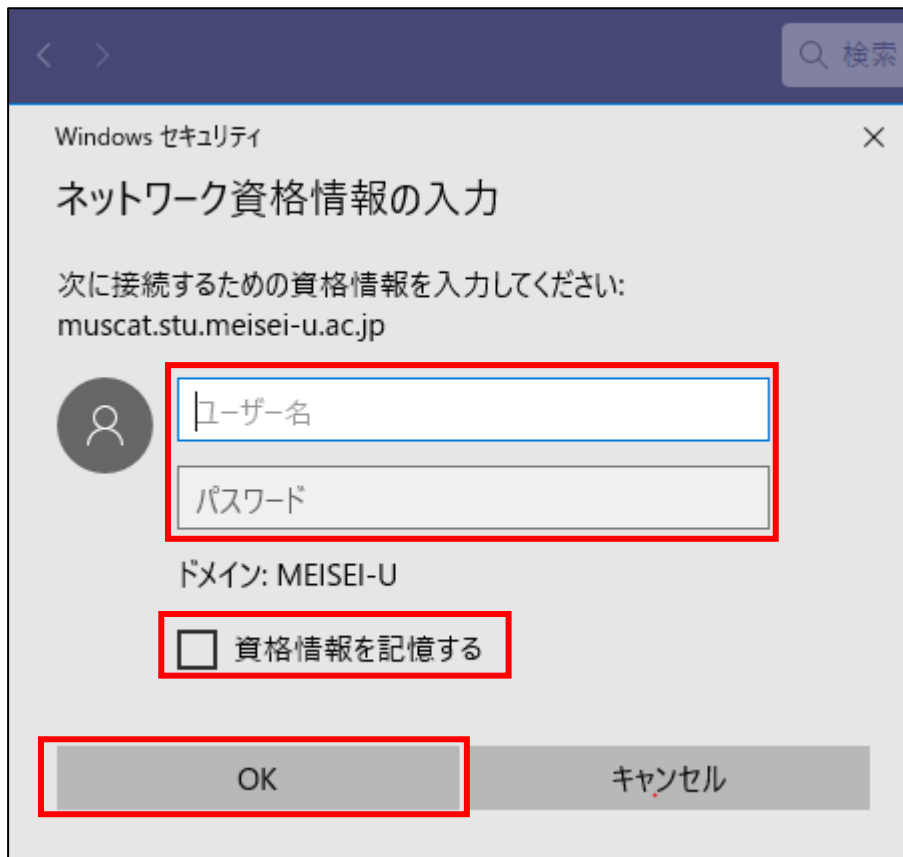 検索
Windows セキュリティ
ネットワーク資格情報の入力
次に接続するための資格情報を入力してください:
muscat.stu.meisei-u.ac.jp
ユーザー名
パスワード
ドメイン: MEISEI-U
資格情報を記憶する
OK キャンセル